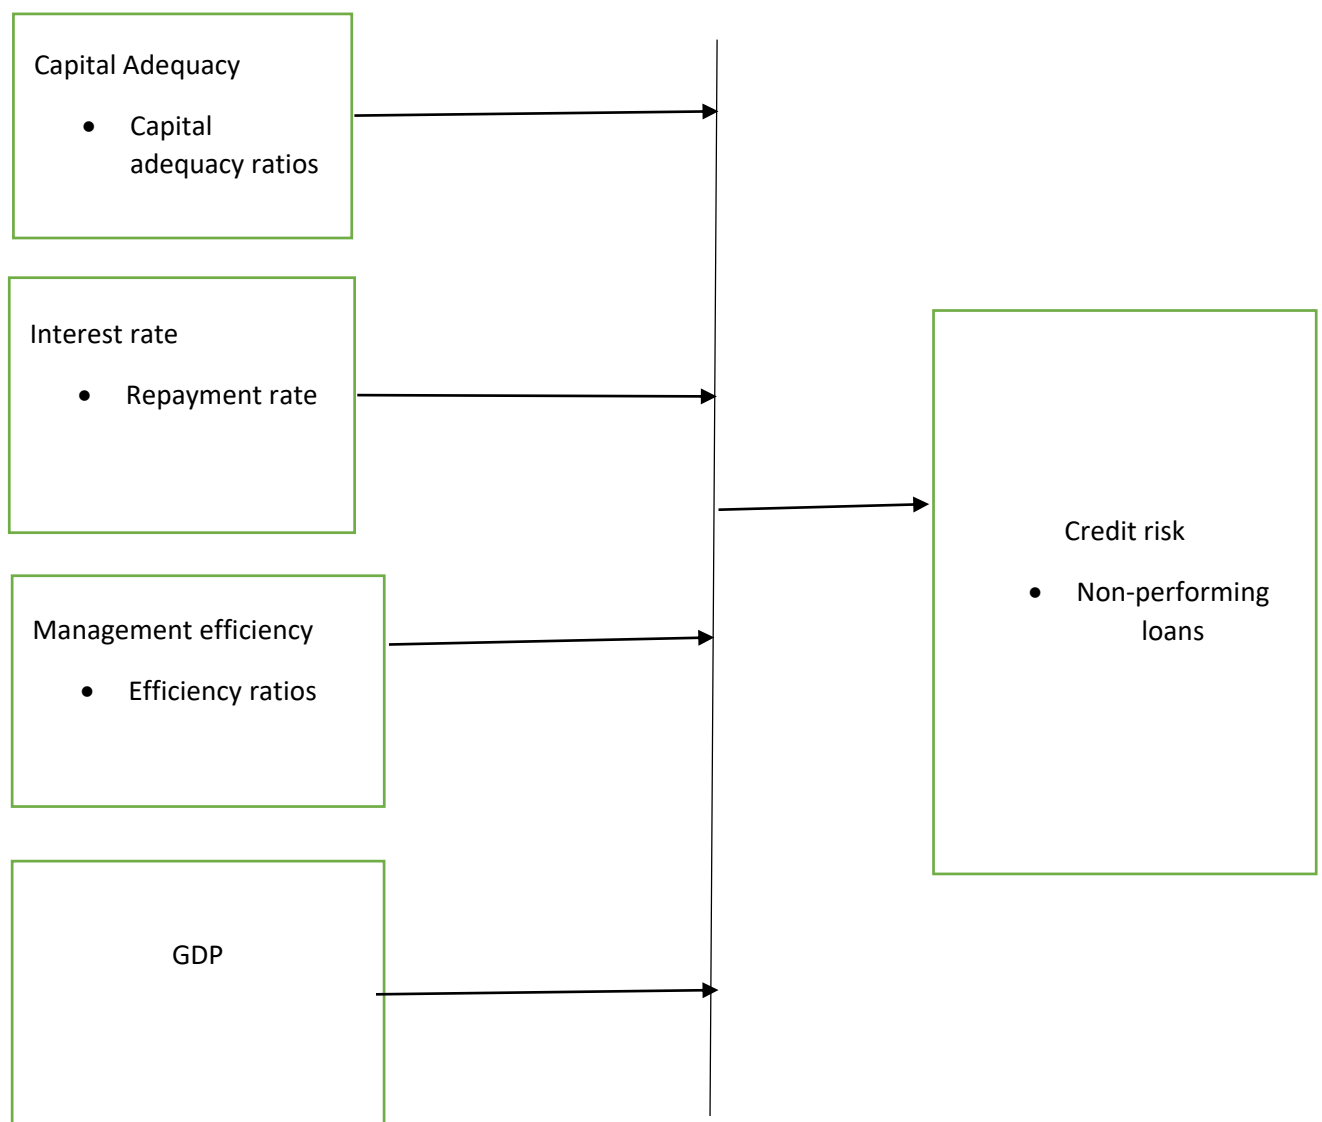 Capital Adequacy
• Capital
adequacy ratios
Interest rate
• Repayment rate
Management efficiency
• Efficiency ratios
GDP
Credit risk
• Non-performing
loans